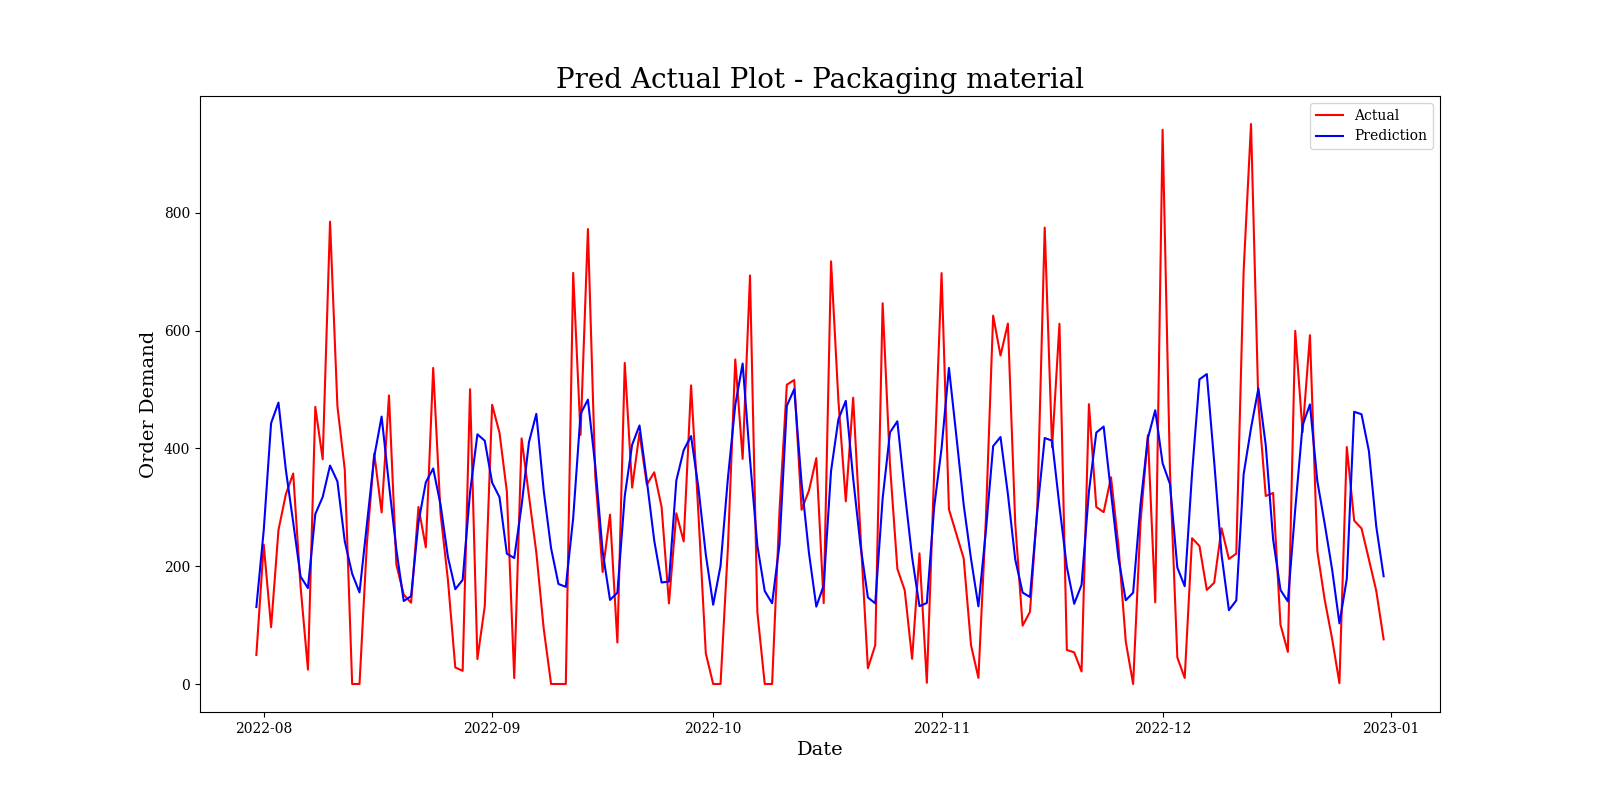 Pred Actual Plot - Packaging material
Actual
Prediction
800
600
400
200
0
Order Demand
2022-08
2022-09
2022-10
2022-11
2022-12
2023-01
Date